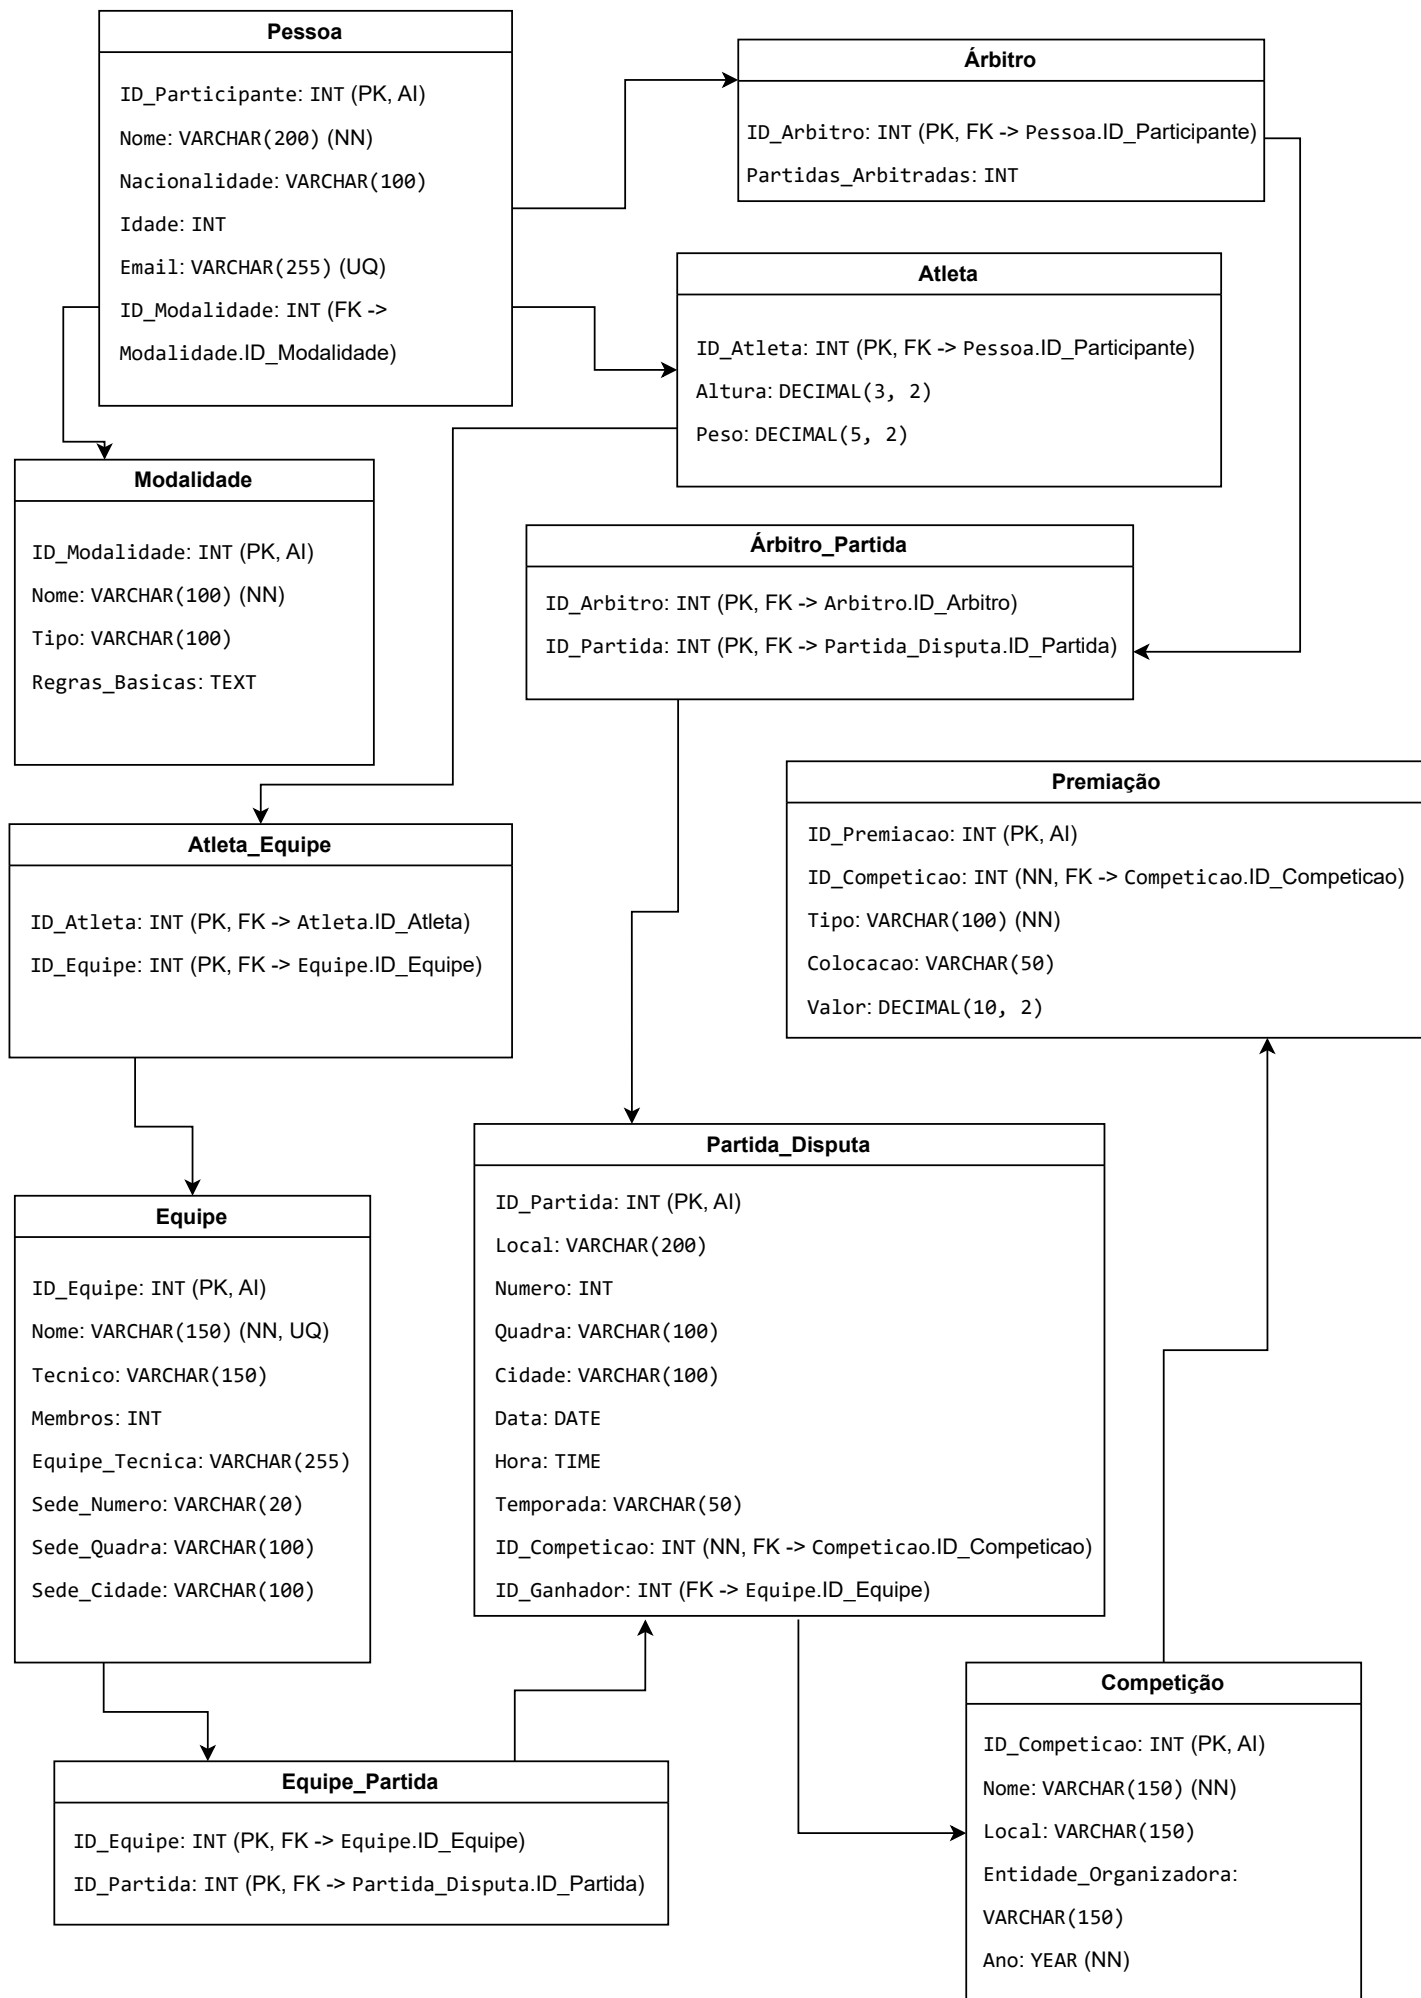 Pessoa
ID_Participante: INT (PK, AI)
Nome: VARCHAR(200) (NN)
Nacionalidade: VARCHAR(100)
Idade: INT
Email: VARCHAR(255) (UQ)
ID_Modalidade: INT (FK ->
Modalidade.ID_Modalidade)
Árbitro
ID_Arbitro: INT (PK, FK -> Pessoa.ID_Participante)
Partidas_Arbitradas: INT
Atleta
ID_Atleta: INT (PK, FK -> Pessoa.ID_Participante)
Altura: DECIMAL(3, 2)
Peso: DECIMAL(5, 2)
Modalidade
ID_Modalidade: INT (PK, AI)
Nome: VARCHAR(100) (NN)
Tipo: VARCHAR(100)
Regras_Basicas: TEXT
Árbitro_Partida
ID_Arbitro: INT (PK, FK -> Arbitro.ID_Arbitro)
ID_Partida: INT (PK, FK -> Partida_Disputa.ID_Partida)
Premiação
ID_Premiacao: INT (PK, AI)
ID_Competicao: INT (NN, FK -> Competicao.ID_Competicao)
Tipo: VARCHAR(100) (NN)
Colocacao: VARCHAR(50)
Valor: DECIMAL(10, 2)
Atleta_Equipe
ID_Atleta: INT (PK, FK -> Atleta.ID_Atleta)
ID_Equipe: INT (PK, FK -> Equipe.ID_Equipe)
Partida_Disputa
ID_Partida: INT (PK, AI)
Local: VARCHAR(200)
Numero: INT
Quadra: VARCHAR(100)
Cidade: VARCHAR(100)
Data: DATE
Hora: TIME
Temporada: VARCHAR(50)
ID_Competicao: INT (NN, FK -> Competicao.ID_Competicao)
ID_Ganhador: INT (FK -> Equipe.ID_Equipe)
Equipe
ID_Equipe: INT (PK, AI)
Nome: VARCHAR(150) (NN, UQ)
Tecnico: VARCHAR(150)
Membros: INT
Equipe_Tecnica: VARCHAR(255)
Sede_Numero: VARCHAR(20)
Sede_Quadra: VARCHAR(100)
Sede_Cidade: VARCHAR(100)
Competição
ID_Competicao: INT (PK, AI)
Nome: VARCHAR(150) (NN)
Local: VARCHAR(150)
Entidade_Organizadora:
VARCHAR(150)
Ano: YEAR (NN)
Equipe_Partida
ID_Equipe: INT (PK, FK -> Equipe.ID_Equipe)
ID_Partida: INT (PK, FK -> Partida_Disputa.ID_Partida)